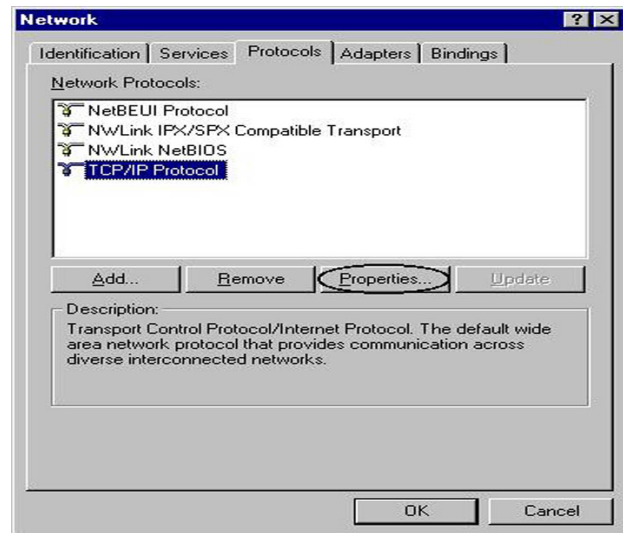 Network
Identification Services Protocols Adapters Bindings
Network Protocols:
NetBEUI Protocol
NWLink IPX/SPX Compatible Transport
NWLink NetBIOS
TCP/IP Protocol
Add... Remove Properties... Update
Description:
Transport Control Protocol/Internet Protocol. The default wide
area network protocol that provides communication across
diverse interconnected networks.
OK Cancel